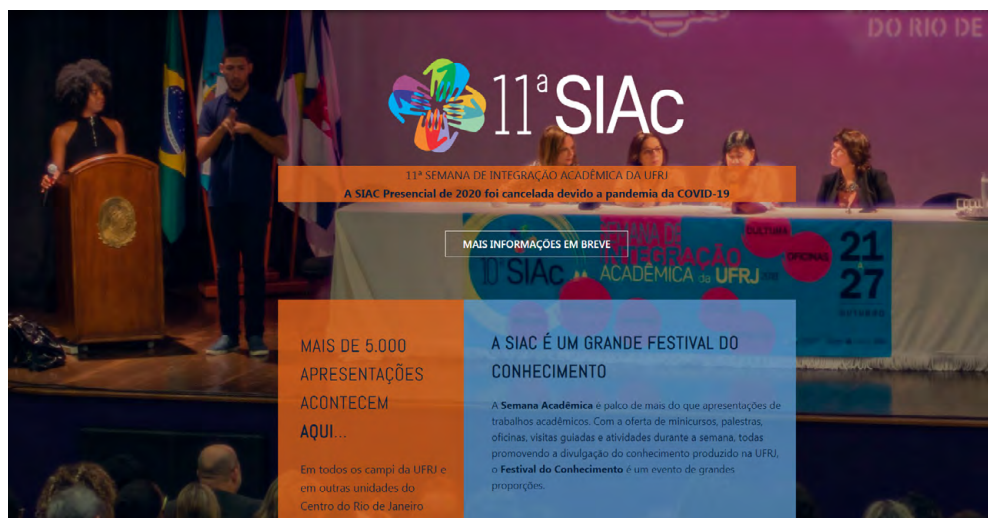 DO RIO DE
11ª SIAc
11ª SEMANA DE INTEGRAÇÃO ACADÊMICA DA UFRJ
A SIAC Presencial de 2020 foi cancelada devido a pandemia da COVID-19
MAIS INFORMAÇÕES EM BREVE
10ª SIAc
SEMANA DE
INTEGRAÇÃO
ACADÊMICA da UFRJ
CULTURA
OFICINAS
21
A
27
OUTUBRO
MAIS DE 5.000
APRESENTAÇÕES
ACONTECEM
AQUI...
Em todos os campi da UFRJ e
em outras unidades do
Centro do Rio de Janeiro
A SIAC É UM GRANDE FESTIVAL DO
CONHECIMENTO
A Semana Acadêmica é palco de mais do que apresentações de
trabalhos acadêmicos. Com a oferta de minicursos, palestras,
oficinas, visitas guiadas e atividades durante a semana, todas
promovendo a divulgação do conhecimento produzido na UFRJ,
o Festival do Conhecimento é um evento de grandes
proporções.